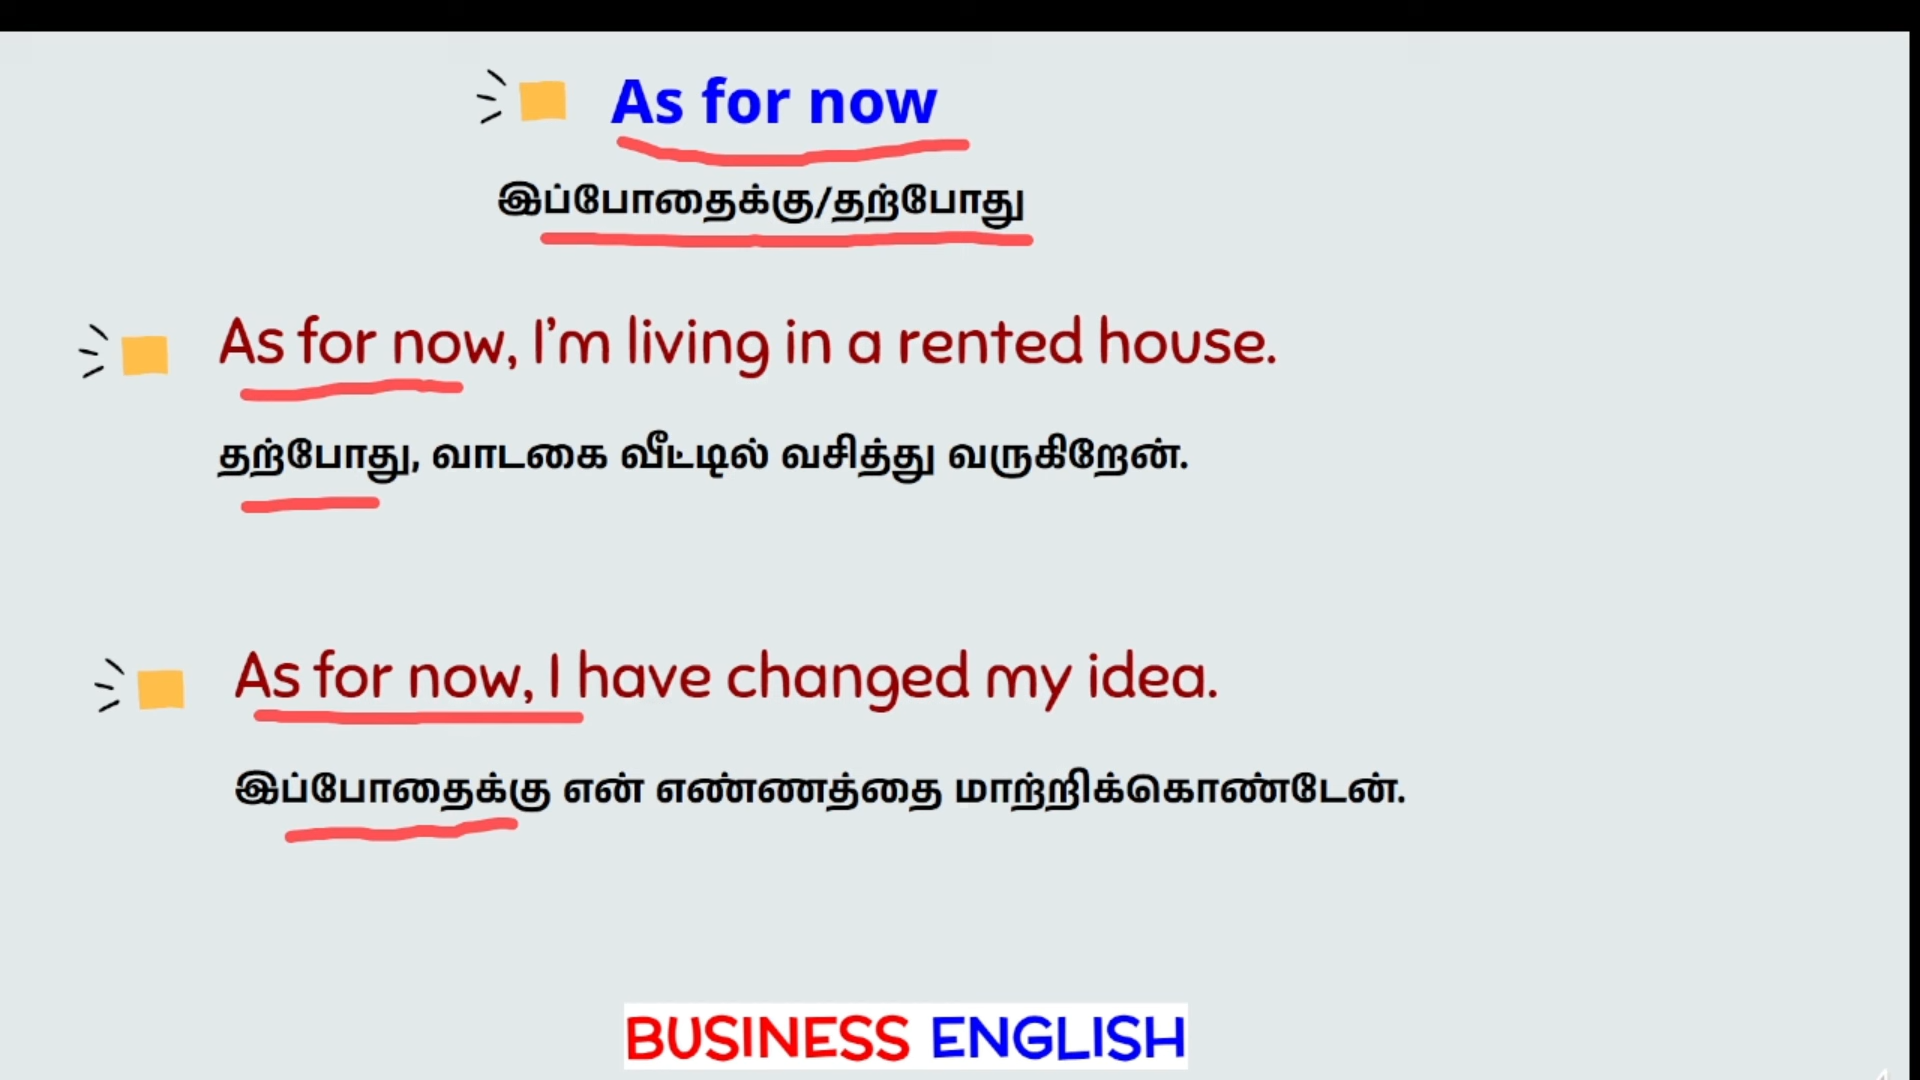 As for now
இப்போதைக்கு/தற்போது
As for now, I’m living in a rented house.
தற்போது, வாடகை வீட்டில் வசித்து வருகிறேன்.
As for now, I have changed my idea.
இப்போதைக்கு என் எண்ணத்தை மாற்றிக்கொண்டேன்.
BUSINESS ENGLISH